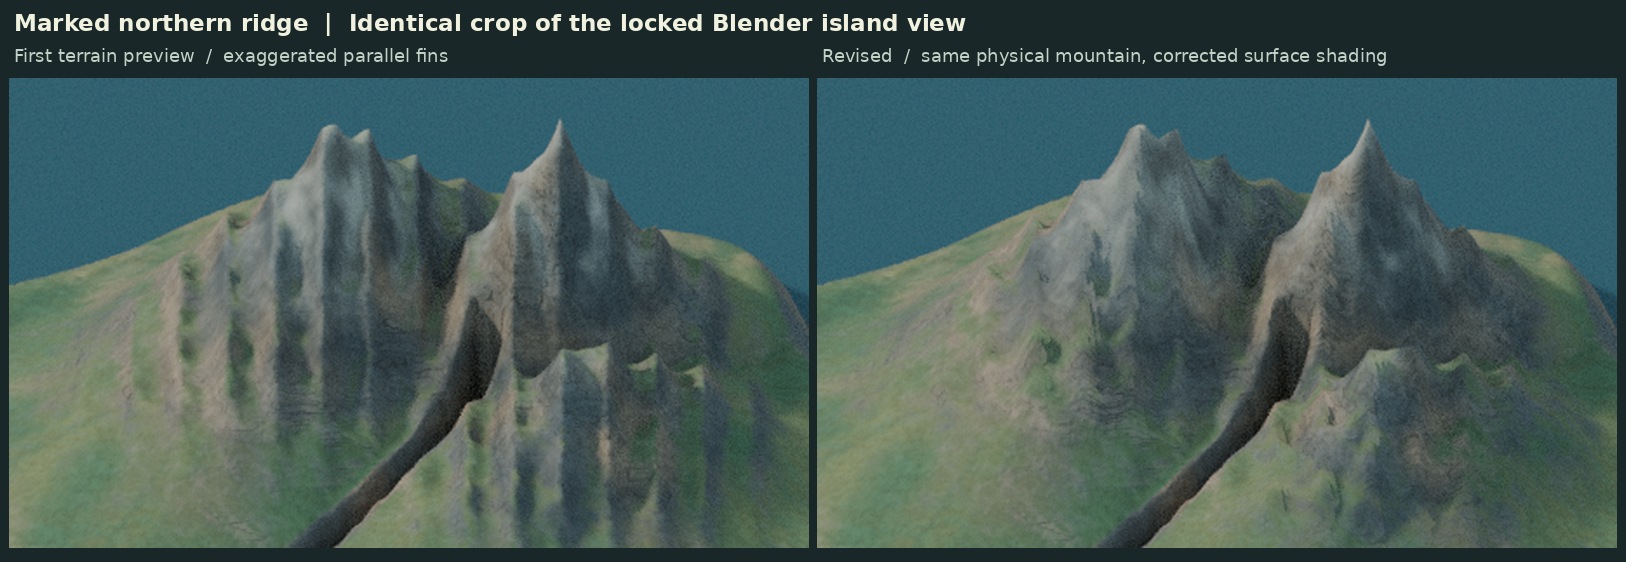 Marked northern ridge | Identical crop of the locked Blender island view
First terrain preview / exaggerated parallel fins
Revised / same physical mountain, corrected surface shading